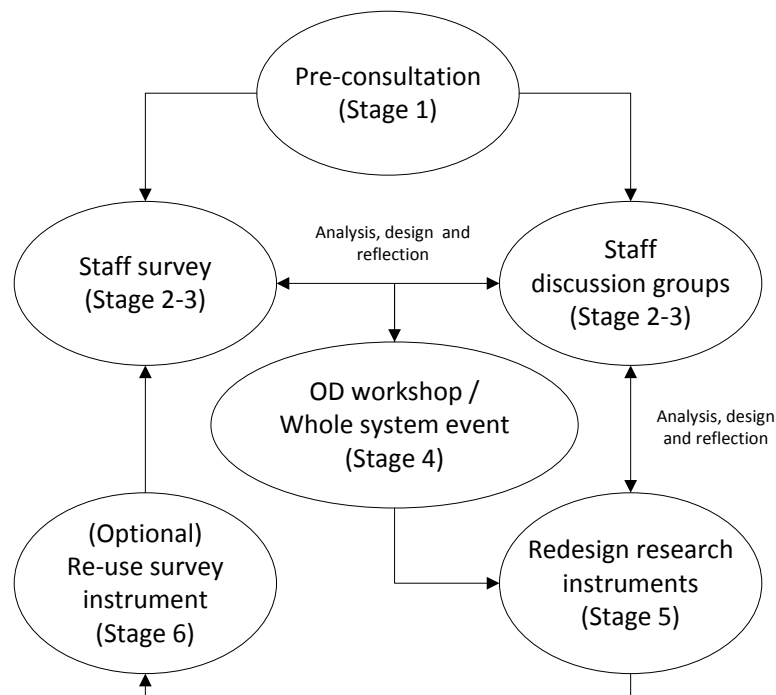 Pre-consultation
(Stage 1)
Analysis, design and
reflection
Staff survey
(Stage 2-3)
Staff
discussion groups
(Stage 2-3)
OD workshop /
Whole system event
(Stage 4)
Analysis, design
and reflection
(Optional)
Re-use survey
instrument
(Stage 6)
Redesign research
instruments
(Stage 5)